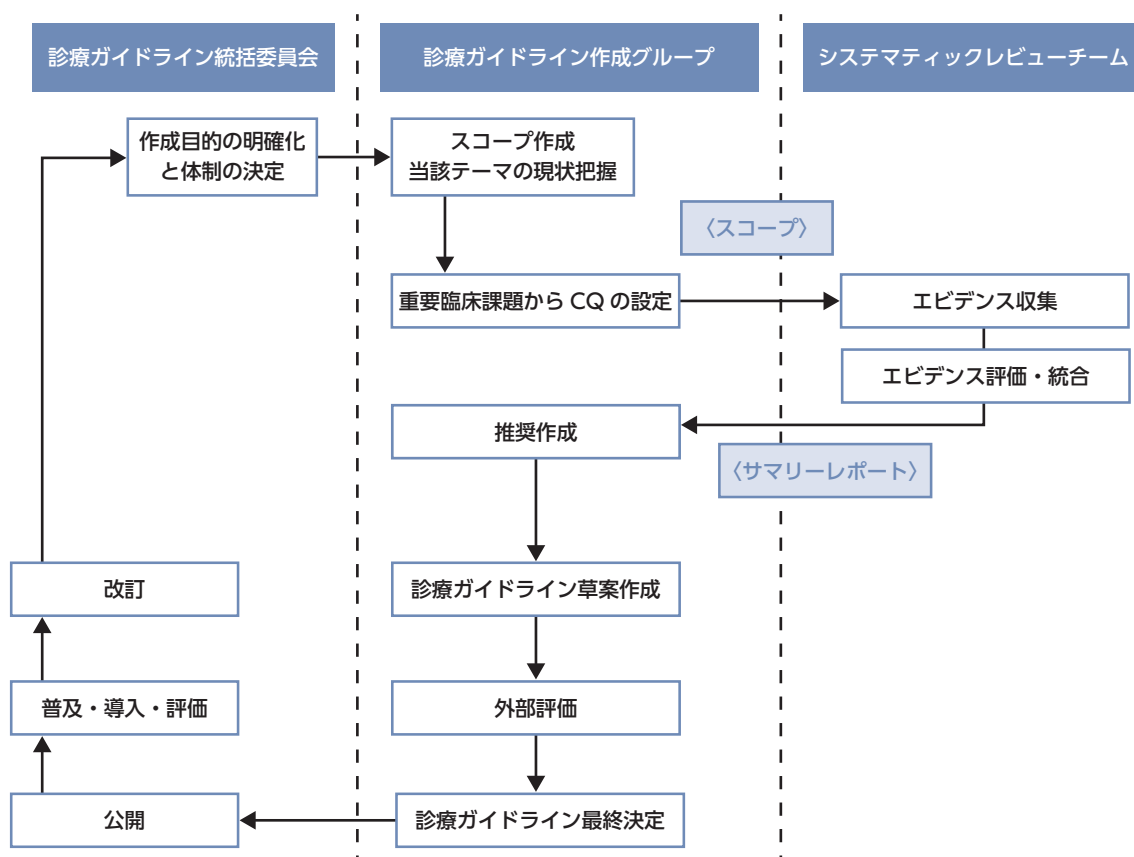 診療ガイドライン統括委員会
診療ガイドライン作成グループ
システマティックレビューチーム
作成目的の明確化
と体制の決定
スコープ作成
当該テーマの現状把握
〈スコープ〉
重要臨床課題から CQ の設定
エビデンス収集
エビデンス評価・統合
推奨作成
〈サマリーレポート〉
改訂
診療ガイドライン草案作成
普及・導入・評価
外部評価
公開
診療ガイドライン最終決定